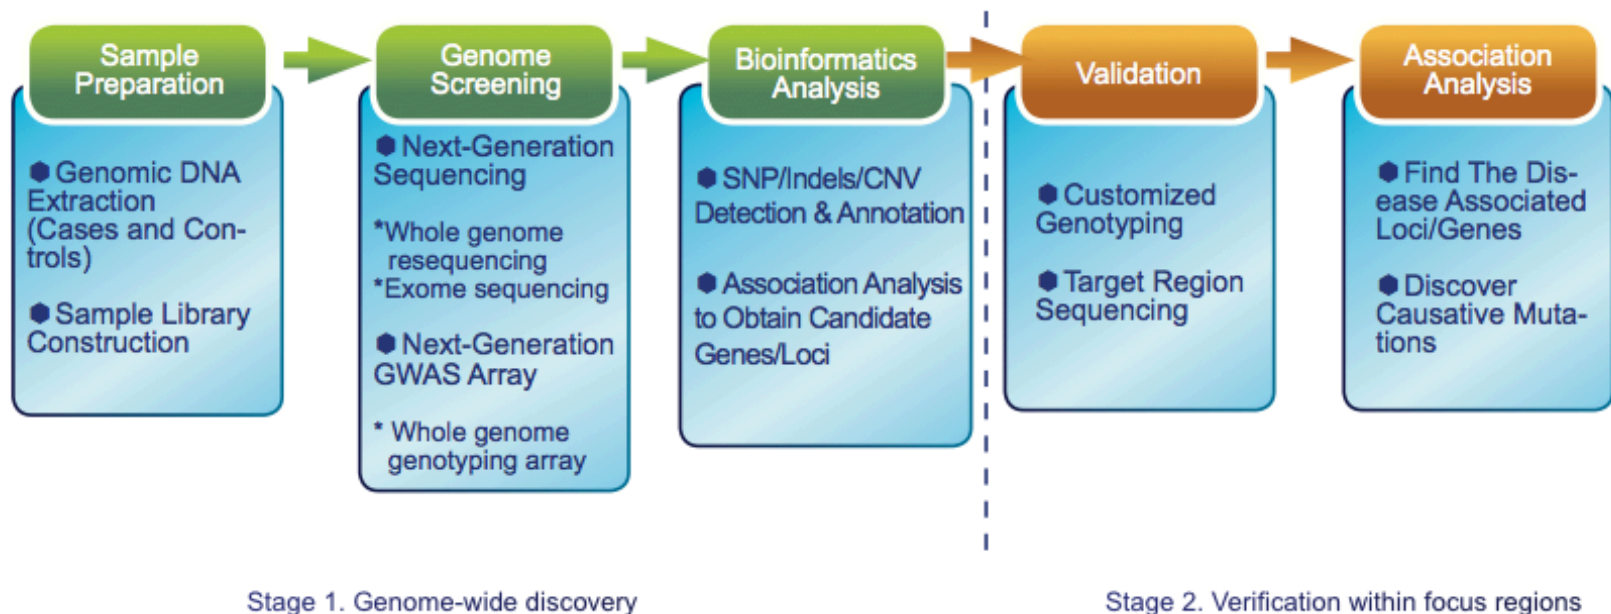 Sample
Preparation
Genome
Screening
Bioinformatics
Analysis
Validation
Association
Analysis
Genomic DNA
Extraction
(Cases and Con-
trols)
Sample Library
Construction
Next-Generation
Sequencing
*Whole genome
resequencing
*Exome sequencing
Next-Generation
GWAS Array
* Whole genome
genotyping array
SNP/Indels/CNV
Detection & Annotation
Association Analysis
to Obtain Candidate
Genes/Loci
Customized
Genotyping
Target Region
Sequencing
Find The Dis-
ease Associated
Loci/Genes
Discover
Causative Muta-
tions
Stage 1. Genome-wide discovery
Stage 2. Verification within focus regions